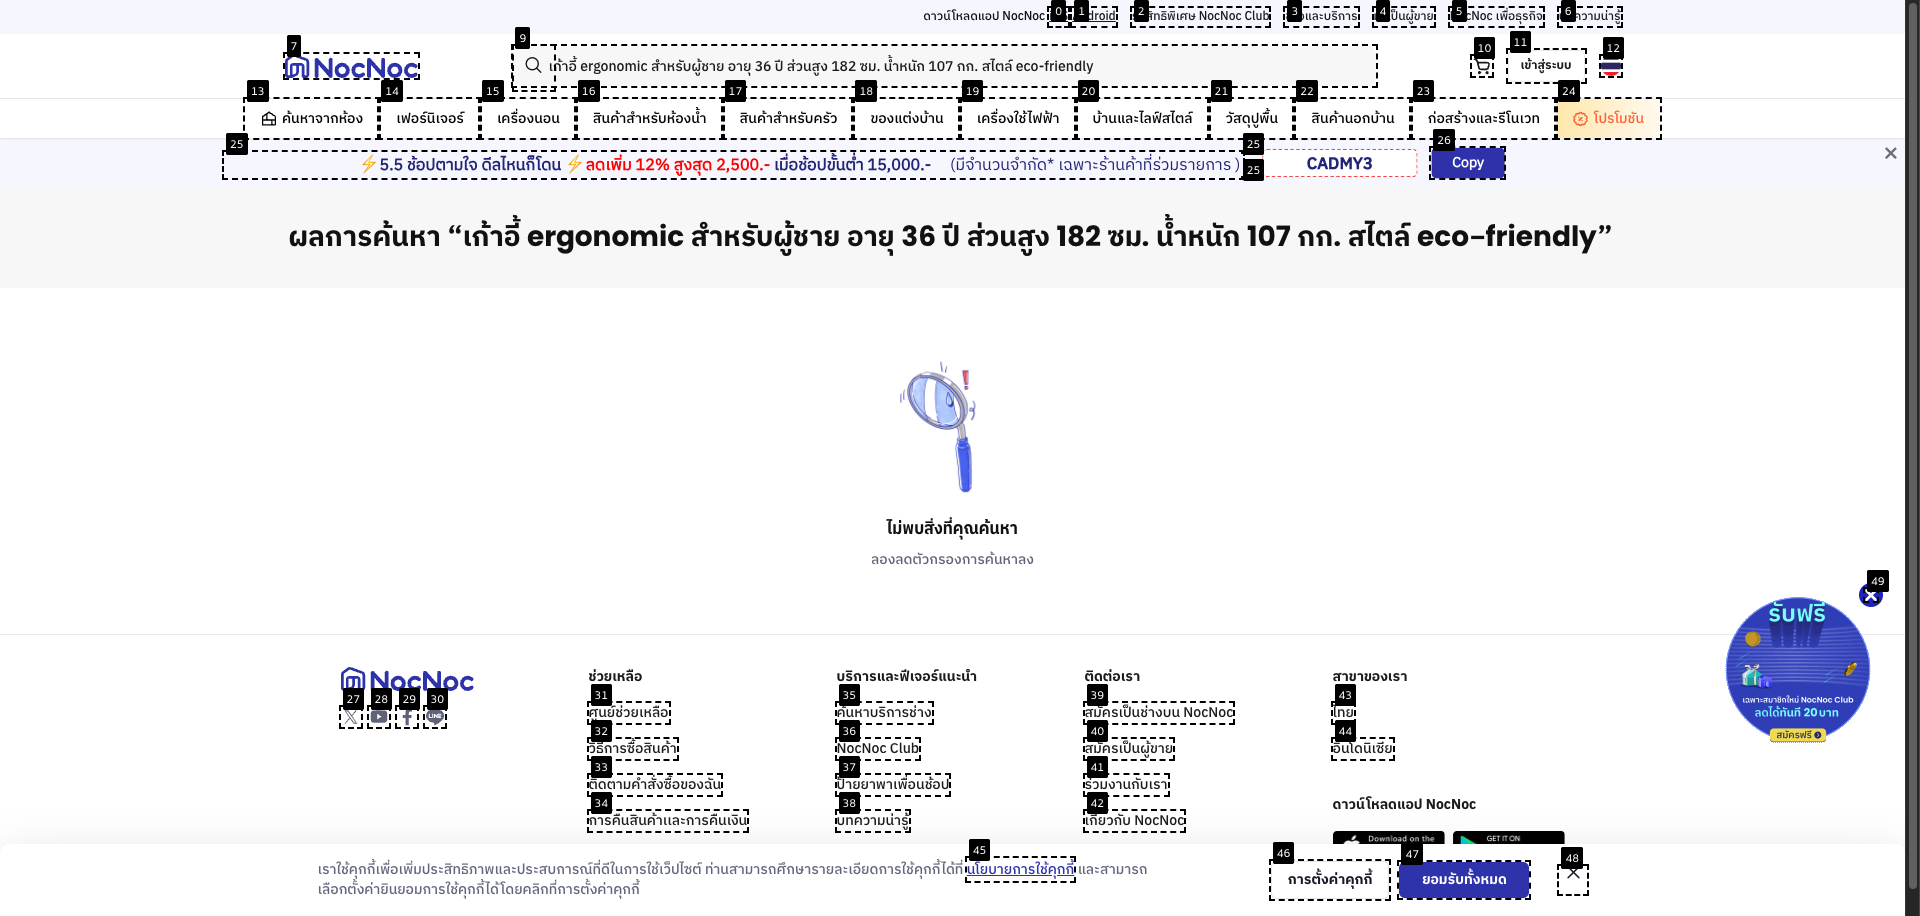 ดาวน์โหลดแอป NocNoc
0
1
2 NocNoc Club
3
4
5
6
7
NocNoc
9
เก้าอี้ ergonomic สำหรับผู้ชาย อายุ 36 ปี ส่วนสูง 182 ซม. น้ำหนัก 107 กก. สไตล์ eco-friendly
10
11
เข้าสู่ระบบ
12
13 ค้นหาจากห้อง
14 เฟอร์นิเจอร์
15 เครื่องนอน
16 สินค้าสำหรับห้องน้ำ
17 สินค้าสำหรับครัว
18 ของแต่งบ้าน
19 เครื่องใช้ไฟฟ้า
20 บ้านและไลฟ์สไตล์
21 วัสดุปูพื้น
22 สินค้านอกบ้าน
23 ก่อสร้างและรีโนเวท
24 โปรโมชัน
25
25
25
26
⚡5.5 ช้อปตามใจ ดีลไหนก็โดน ⚡ลดเพิ่ม 12% สูงสุด 2,500.- เมื่อช้อปขั้นต่ำ 15,000.- (มีจำนวนจำกัด* เฉพาะร้านค้าที่ร่วมรายการ ) CADMY3 Copy
ผลการค้นหา “เก้าอี้ ergonomic สำหรับผู้ชาย อายุ 36 ปี ส่วนสูง 182 ซม. น้ำหนัก 107 กก. สไตล์ eco-friendly”
ไม่พบสิ่งที่คุณค้นหา
ลองลดตัวกรองการค้นหาลง
49
รับฟรี
เฉพาะสมาชิกใหม่ NocNoc Club
ลดได้ทันที 20 บาท
สมัครฟรี
NocNoc
27 28 29 30
ช่วยเหลือ
31
ศูนย์ช่วยเหลือ
32
วิธีการซื้อสินค้า
33
ติดตามคำสั่งซื้อของฉัน
34
การคืนสินค้าและการคืนเงิน
บริการและฟีเจอร์แนะนำ
35
ค้นหาบริการช่าง
36
NocNoc Club
37
ป้ายยาพาเพื่อนช้อป
38
บทความน่ารู้
ติดต่อเรา
39
สมัครเป็นช่างบน NocNoc
40
สมัครเป็นผู้ขาย
41
ร่วมงานกับเรา
42
เกี่ยวกับ NocNoc
สาขาของเรา
43
ไทย
44
อินโดนิเซีย
ดาวน์โหลดแอป NocNoc
Download on the
GET IT ON
45
เราใช้คุกกี้เพื่อเพิ่มประสิทธิภาพและประสบการณ์ที่ดีในการใช้เว็ปไซต์ ท่านสามารถศึกษารายละเอียดการใช้คุกกี้ได้ที่ นโยบายการใช้คุกกี้ และสามารถ
เลือกตั้งค่ายินยอมการใช้คุกกี้ได้โดยคลิกที่การตั้งค่าคุกกี้
46
การตั้งค่าคุกกี้
47
ยอมรับทั้งหมด
48